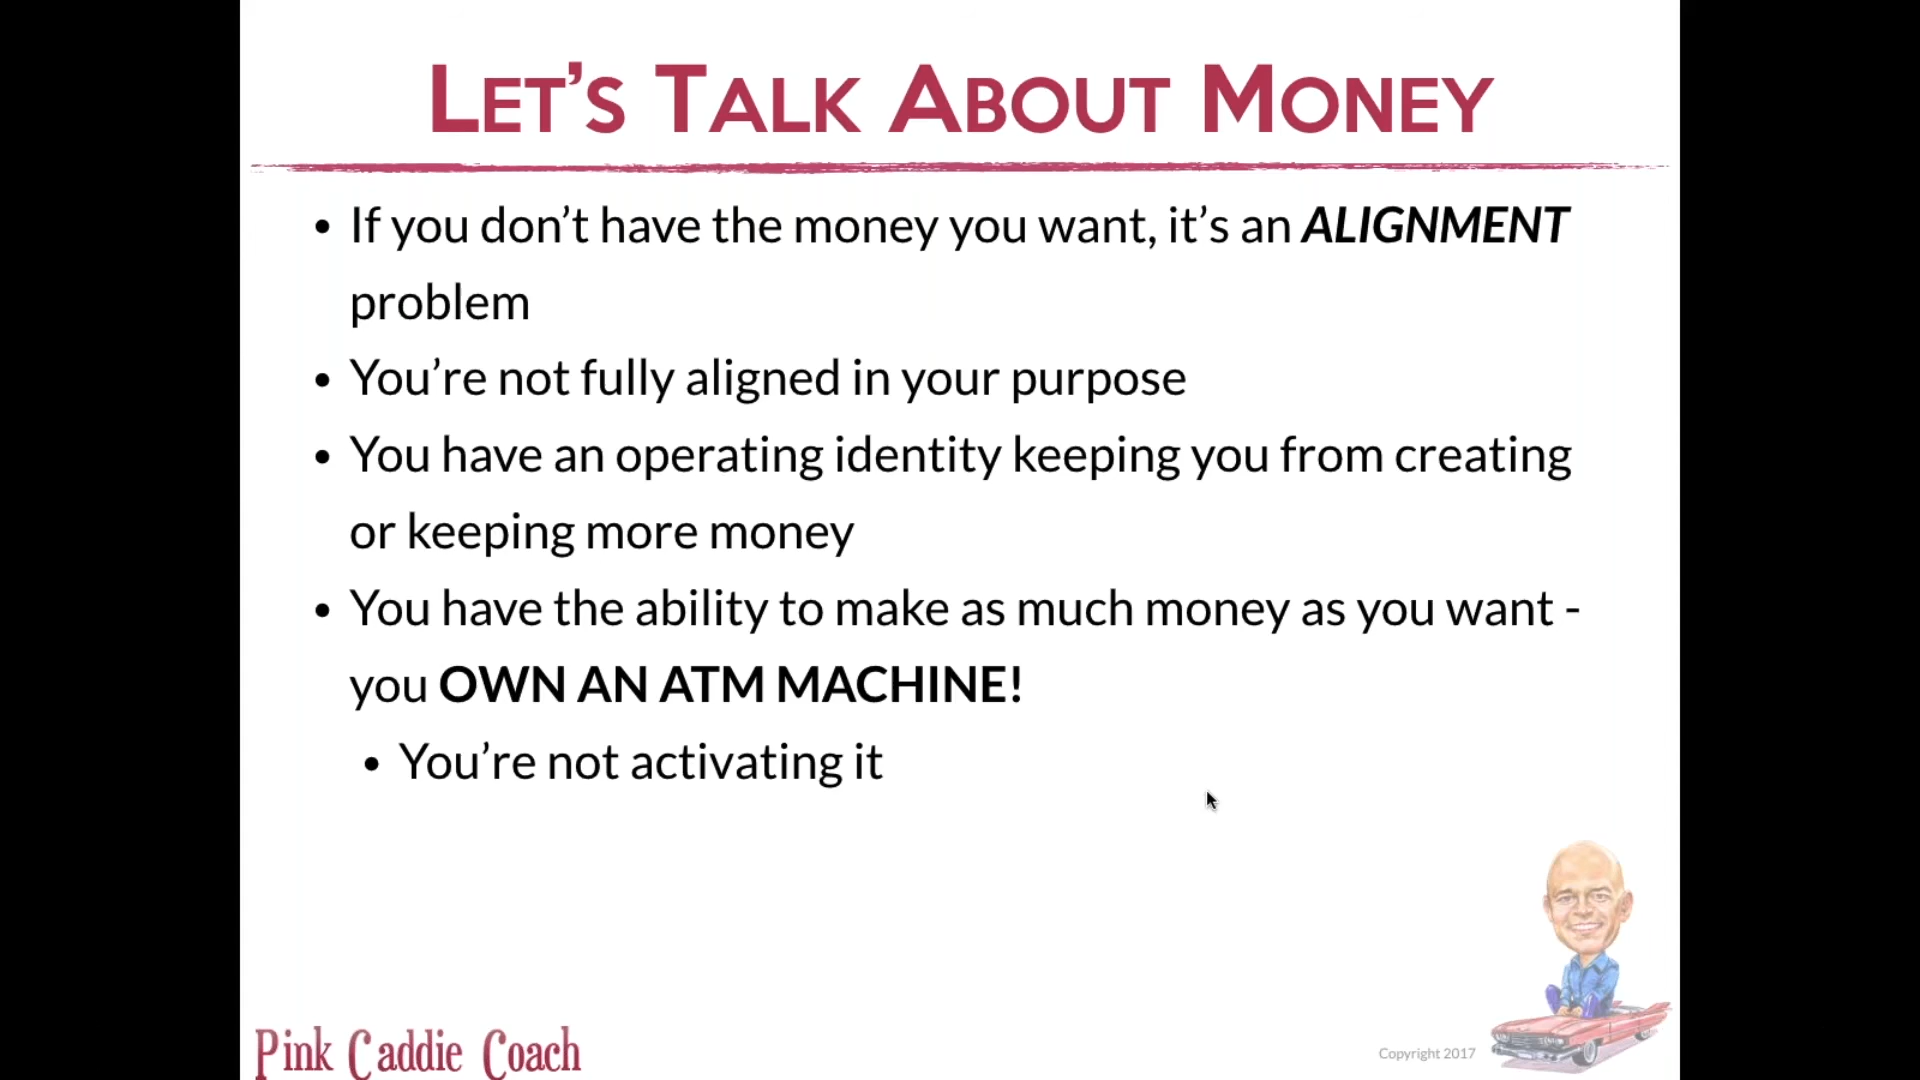 LET’S TALK ABOUT MONEY
• If you don’t have the money you want, it’s an ALIGNMENT
problem
• You’re not fully aligned in your purpose
• You have an operating identity keeping you from creating
or keeping more money
• You have the ability to make as much money as you want -
you OWN AN ATM MACHINE!
• You’re not activating it
Pink Caddie Coach
Copyright 2017